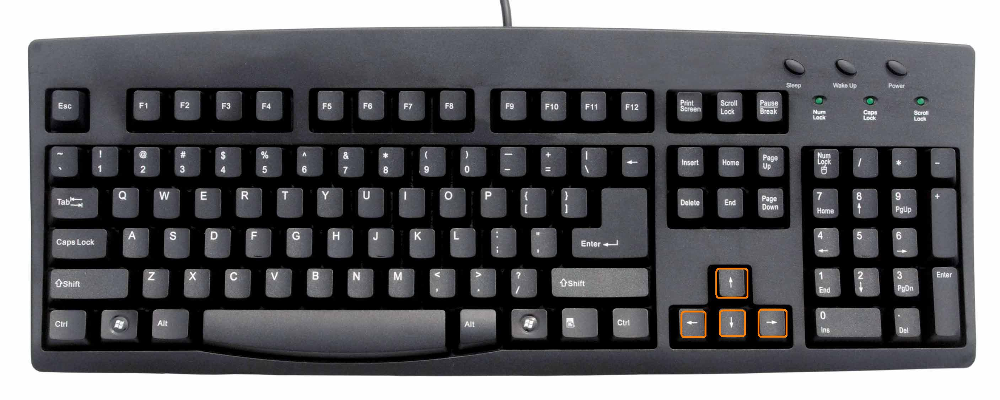 Sleep Wake Up Power
Esc F1 F2 F3 F4 F5 F6 F7 F8 F9 F10 F11 F12 Print Screen Scroll Lock Pause Break
Num Lock Caps Lock Scroll Lock
~ ! @ # $ % ^ & * ( ) — + |
` 1 2 3 4 5 6 7 8 9 0 – = \ ←
Insert Home Page Up
Num Lock / * -
Tab Q W E R T Y U I O P { }
[ ]
Delete End Page Down
7 8 9 +
Home ↑ PgUp
Caps Lock A S D F G H J K L : "
; '
Enter ↵
4 5 6
← →
⇧Shift Z X C V B N M < > ?
, . /
⇧Shift
↑
1 2 3 Enter
End ↓ PgDn
Ctrl Alt Alt Ctrl
← ↓ →
0 .
Ins Del